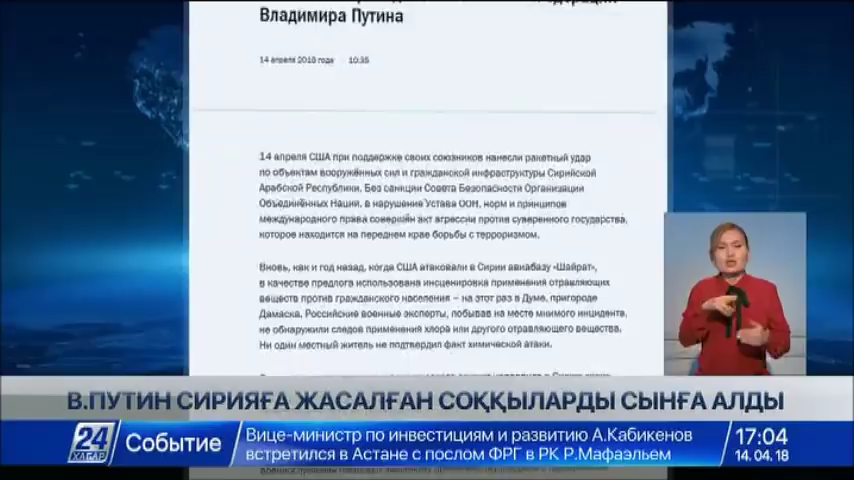 Владимира Путина
14 апреля 2018 года 10:35
14 апреля США при поддержке своих союзников нанесли ракетный удар
по объектам вооружённых сил и гражданской инфраструктуры Сирийской
Арабской Республики. Без санкции Совета Безопасности Организации
Объединённых Наций, в нарушение Устава ООН, норм и принципов
международного права совершён акт агрессии против суверенного государства,
которое находится на переднем крае борьбы с терроризмом.
Вновь, как и год назад, когда США атаковали в Сирии авиабазу «Шайрат»,
в качестве предлога использована инсценировка применения отравляющих
веществ против гражданского населения – на этот раз в Думе, пригороде
Дамаска. Российские военные эксперты, побывав на месте мнимого инцидента,
не обнаружили следов применения хлора или другого отравляющего вещества.
Ни один местный житель не подтвердил факт химической атаки.
В.ПУТИН СИРИЯҒА ЖАСАЛҒАН СОҚҚЫЛАРДЫ СЫНҒА АЛДЫ
24
ХАБАР
Событие
Вице-министр по инвестициям и развитию А.Кабикенов
встретился в Астане с послом ФРГ в РК Р.Мафаэльем
17:04
14.04.18